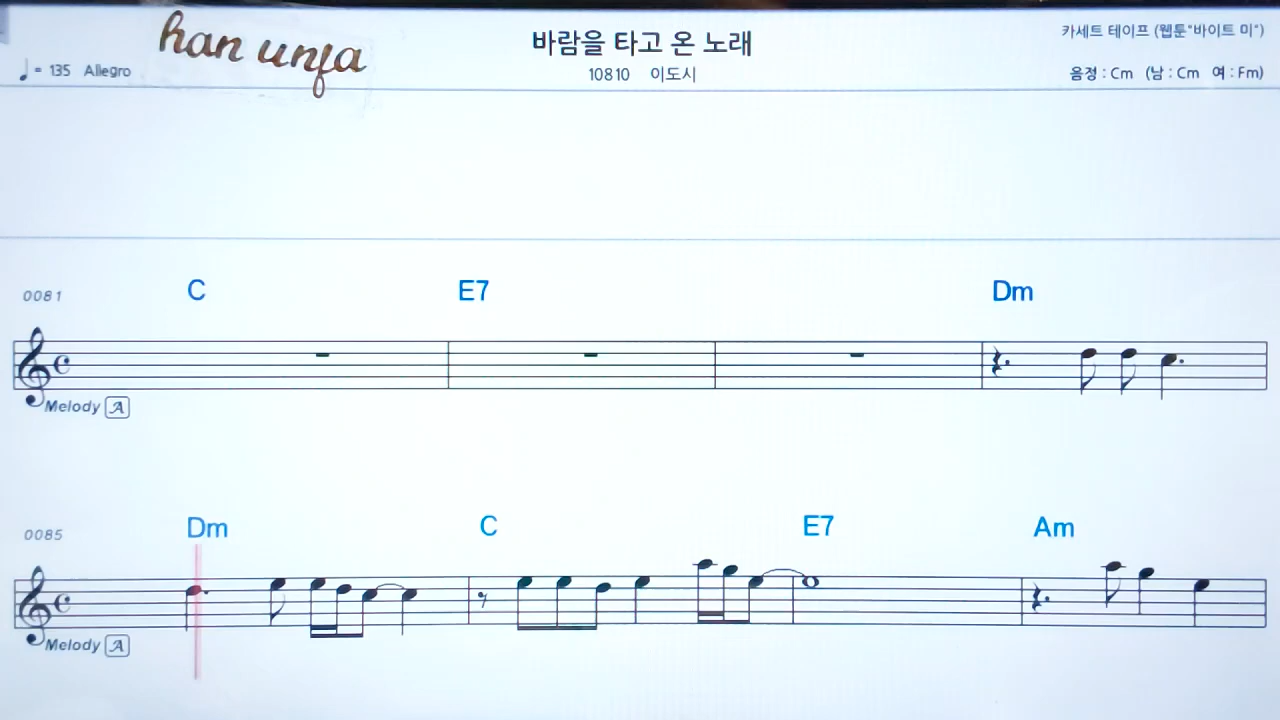 han unja
바람을 타고 온 노래
카세트 테이프 (웹툰"바이트 미")
♩= 135 Allegro
10810 이도시
음정 : Cm (남 : Cm 여 : Fm)
0081 C E7 Dm
Melody A
0085 Dm C E7 Am
Melody A